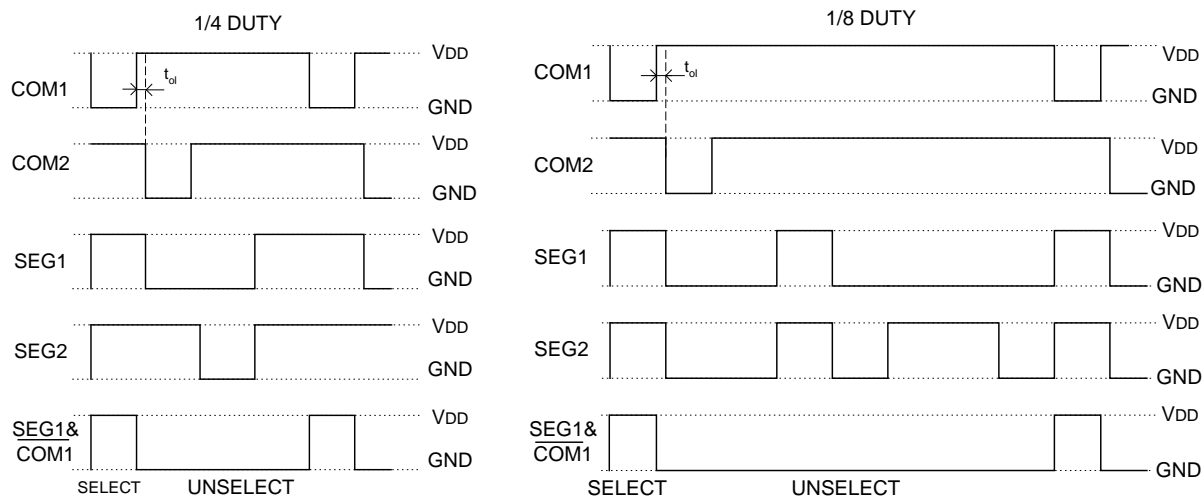 1/4 DUTY
COM1
t_ol
VDD
GND
COM2
VDD
GND
SEG1
VDD
GND
SEG2
VDD
GND
SEG1&
COM1
VDD
GND
SELECT UNSELECT
1/8 DUTY
COM1
t_ol
VDD
GND
COM2
VDD
GND
SEG1
VDD
GND
SEG2
VDD
GND
SEG1&
COM1
VDD
GND
SELECT UNSELECT